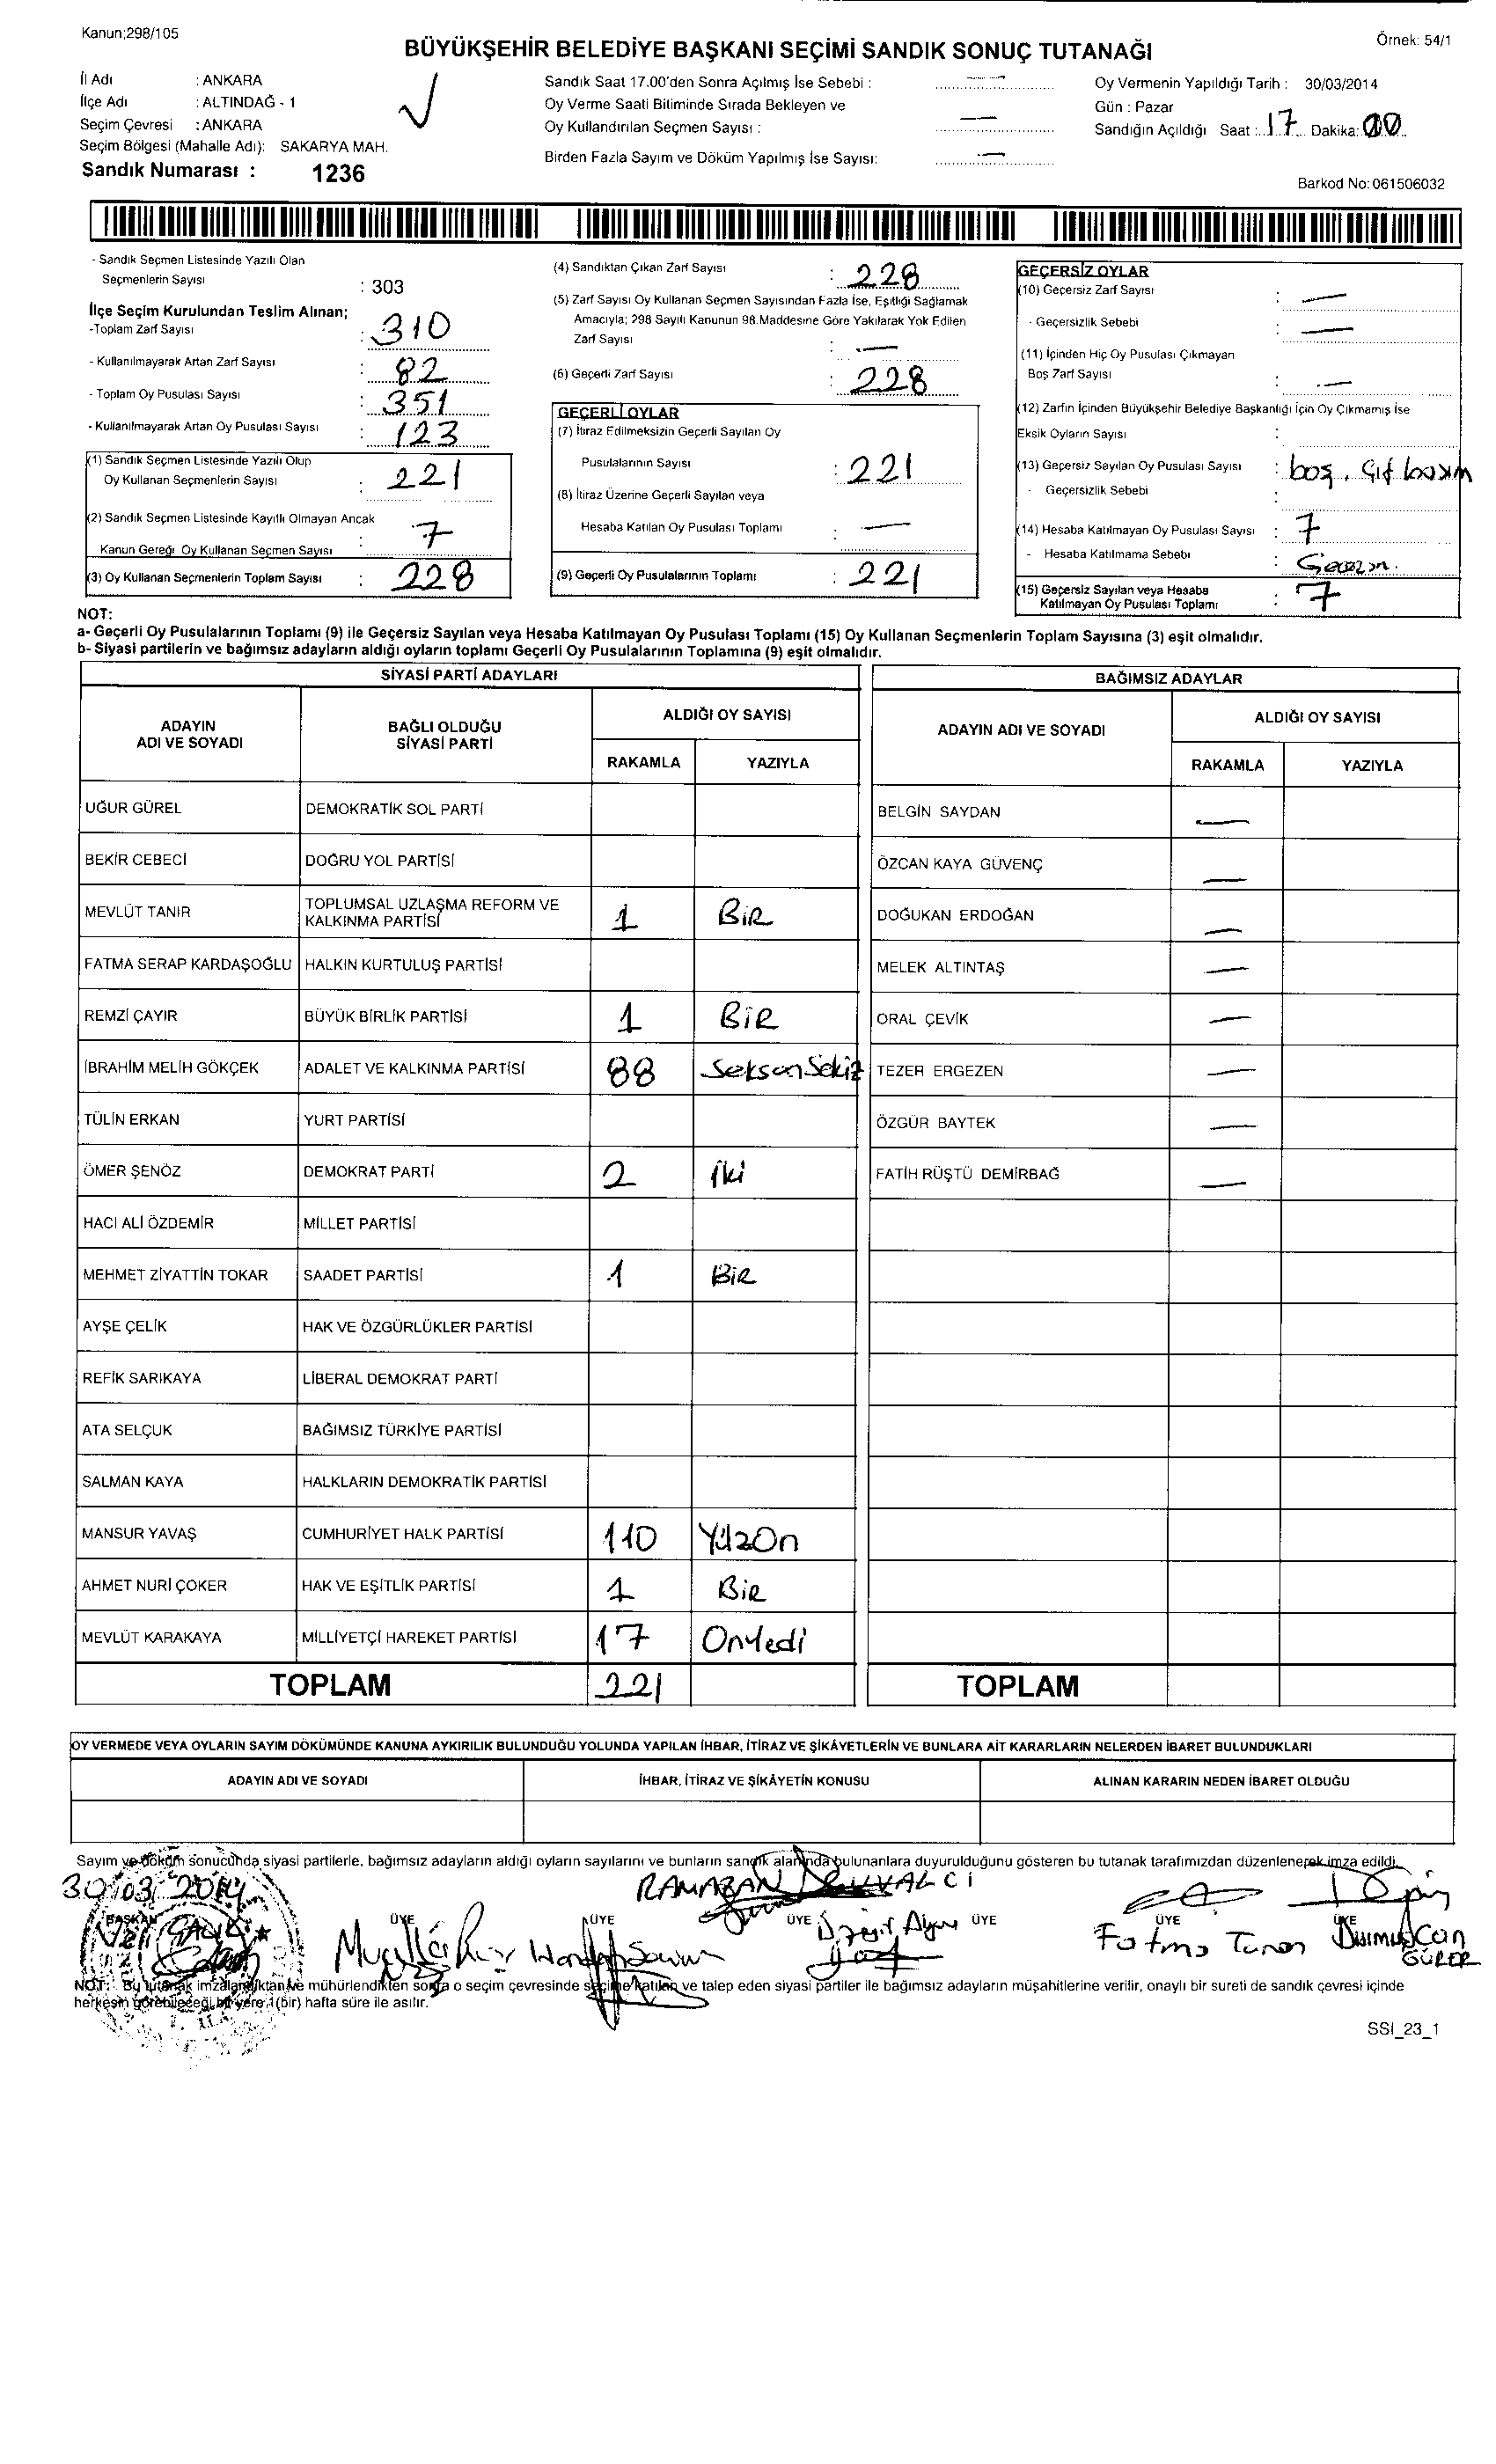 Kanun;298/105
Örnek: 54/1
BÜYÜKŞEHİR BELEDİYE BAŞKANI SEÇİMİ SANDIK SONUÇ TUTANAĞI
İl Adı : ANKARA
İlçe Adı : ALTINDAĞ - 1
Seçim Çevresi : ANKARA
Seçim Bölgesi (Mahalle Adı): SAKARYA MAH.
Sandık Numarası : 1236
Sandık Saat 17.00'den Sonra Açılmış İse Sebebi : —
Oy Verme Saati Bitiminde Sırada Bekleyen ve
Oy Kullandırılan Seçmen Sayısı : —
Birden Fazla Sayım ve Döküm Yapılmış İse Sayısı: —
Oy Vermenin Yapıldığı Tarih : 30/03/2014
Gün : Pazar
Sandığın Açıldığı Saat : 17 Dakika: 00
Barkod No: 061506032
- Sandık Seçmen Listesinde Yazılı Olan
Seçmenlerin Sayısı : 303
İlçe Seçim Kurulundan Teslim Alınan;
-Toplam Zarf Sayısı : 310
- Kullanılmayarak Artan Zarf Sayısı : 82
- Toplam Oy Pusulası Sayısı : 351
- Kullanılmayarak Artan Oy Pusulası Sayısı : 123
(1) Sandık Seçmen Listesinde Yazılı Olup
Oy Kullanan Seçmenlerin Sayısı : 221
(2) Sandık Seçmen Listesinde Kayıtlı Olmayan Ancak
Kanun Gereği Oy Kullanan Seçmen Sayısı : 7
(3) Oy Kullanan Seçmenlerin Toplam Sayısı : 228
(4) Sandıktan Çıkan Zarf Sayısı : 228
(5) Zarf Sayısı Oy Kullanan Seçmen Sayısından Fazla İse, Eşitliği Sağlamak
Amacıyla; 298 Sayılı Kanunun 98.Maddesine Göre Yakılarak Yok Edilen
Zarf Sayısı : —
(6) Geçerli Zarf Sayısı : 228
GEÇERLİ OYLAR
(7) İtiraz Edilmeksizin Geçerli Sayılan Oy
Pusulalarının Sayısı : 221
(8) İtiraz Üzerine Geçerli Sayılan veya
Hesaba Katılan Oy Pusulası Toplamı : —
(9) Geçerli Oy Pusulalarının Toplamı : 221
GEÇERSİZ OYLAR
(10) Geçersiz Zarf Sayısı : —
- Geçersizlik Sebebi : —
(11) İçinden Hiç Oy Pusulası Çıkmayan
Boş Zarf Sayısı : —
(12) Zarfın İçinden Büyükşehir Belediye Başkanlığı İçin Oy Çıkmamış İse
Eksik Oyların Sayısı :
(13) Geçersiz Sayılan Oy Pusulası Sayısı : boş, Çif
- Geçersizlik Sebebi :
(14) Hesaba Katılmayan Oy Pusulası Sayısı : 7
- Hesaba Katılmama Sebebi :
(15) Geçersiz Sayılan veya Hesaba
Katılmayan Oy Pusulası Toplamı : 7
NOT:
a- Geçerli Oy Pusulalarının Toplamı (9) ile Geçersiz Sayılan veya Hesaba Katılmayan Oy Pusulası Toplamı (15) Oy Kullanan Seçmenlerin Toplam Sayısına (3) eşit olmalıdır.
b- Siyasi partilerin ve bağımsız adayların aldığı oyların toplamı Geçerli Oy Pusulalarının Toplamına (9) eşit olmalıdır.
SİYASİ PARTİ ADAYLARI
ADAYIN ADI VE SOYADI BAĞLI OLDUĞU SİYASİ PARTİ ALDIĞI OY SAYISI
RAKAMLA YAZIYLA
UĞUR GÜREL DEMOKRATİK SOL PARTİ
BEKİR CEBECİ DOĞRU YOL PARTİSİ
MEVLÜT TANIR TOPLUMSAL UZLAŞMA REFORM VE KALKINMA PARTİSİ 1 BİR
FATMA SERAP KARDAŞOĞLU HALKIN KURTULUŞ PARTİSİ
REMZİ ÇAYIR BÜYÜK BİRLİK PARTİSİ 1 BİR
İBRAHİM MELİH GÖKÇEK ADALET VE KALKINMA PARTİSİ 88 SeksenSekiz
TÜLİN ERKAN YURT PARTİSİ
ÖMER ŞENÖZ DEMOKRAT PARTİ 2 İki
HACI ALİ ÖZDEMİR MİLLET PARTİSİ
MEHMET ZİYATTİN TOKAR SAADET PARTİSİ 1 BİR
AYŞE ÇELİK HAK VE ÖZGÜRLÜKLER PARTİSİ
REFİK SARIKAYA LİBERAL DEMOKRAT PARTİ
ATA SELÇUK BAĞIMSIZ TÜRKİYE PARTİSİ
SALMAN KAYA HALKLARIN DEMOKRATİK PARTİSİ
MANSUR YAVAŞ CUMHURİYET HALK PARTİSİ 110 YüzOn
AHMET NURİ ÇOKER HAK VE EŞİTLİK PARTİSİ 1 BİR
MEVLÜT KARAKAYA MİLLİYETÇİ HAREKET PARTİSİ 17 OnYedi
TOPLAM 221
BAĞIMSIZ ADAYLAR
ADAYIN ADI VE SOYADI ALDIĞI OY SAYISI
RAKAMLA YAZIYLA
BELGİN SAYDAN —
ÖZCAN KAYA GÜVENÇ —
DOĞUKAN ERDOĞAN —
MELEK ALTINTAŞ —
ORAL ÇEVİK —
TEZER ERGEZEN —
ÖZGÜR BAYTEK —
FATİH RÜŞTÜ DEMİRBAĞ —
TOPLAM
OY VERMEDE VEYA OYLARIN SAYIM DÖKÜMÜNDE KANUNA AYKIRILIK BULUNDUĞU YOLUNDA YAPILAN İHBAR, İTİRAZ VE ŞİKÂYETLERİN VE BUNLARA AİT KARARLARIN NELERDEN İBARET BULUNDUKLARI
ADAYIN ADI VE SOYADI İHBAR, İTİRAZ VE ŞİKÂYETİN KONUSU ALINAN KARARIN NEDEN İBARET OLDUĞU
Sayım ve döküm sonucunda siyasi partilerle, bağımsız adayların aldığı oyların sayılarını ve bunların sandık alanında bulunanlara duyurulduğunu gösteren bu tutanak tarafımızdan düzenlenerek imza edildi.
30/03/2014 RAMAZAN
BAŞKAN ÜYE ÜYE ÜYE ÜYE ÜYE ÜYE
Fatma Turan Durmuş Can GÜLER
NOT: Bu tutanak imzalandıktan ve mühürlendikten sonra o seçim çevresinde seçime katılan ve talep eden siyasi partiler ile bağımsız adayların müşahitlerine verilir, onaylı bir sureti de sandık çevresi içinde
herkesin görebileceği bir yere 1 (bir) hafta süre ile asılır.
SSİ_23_1